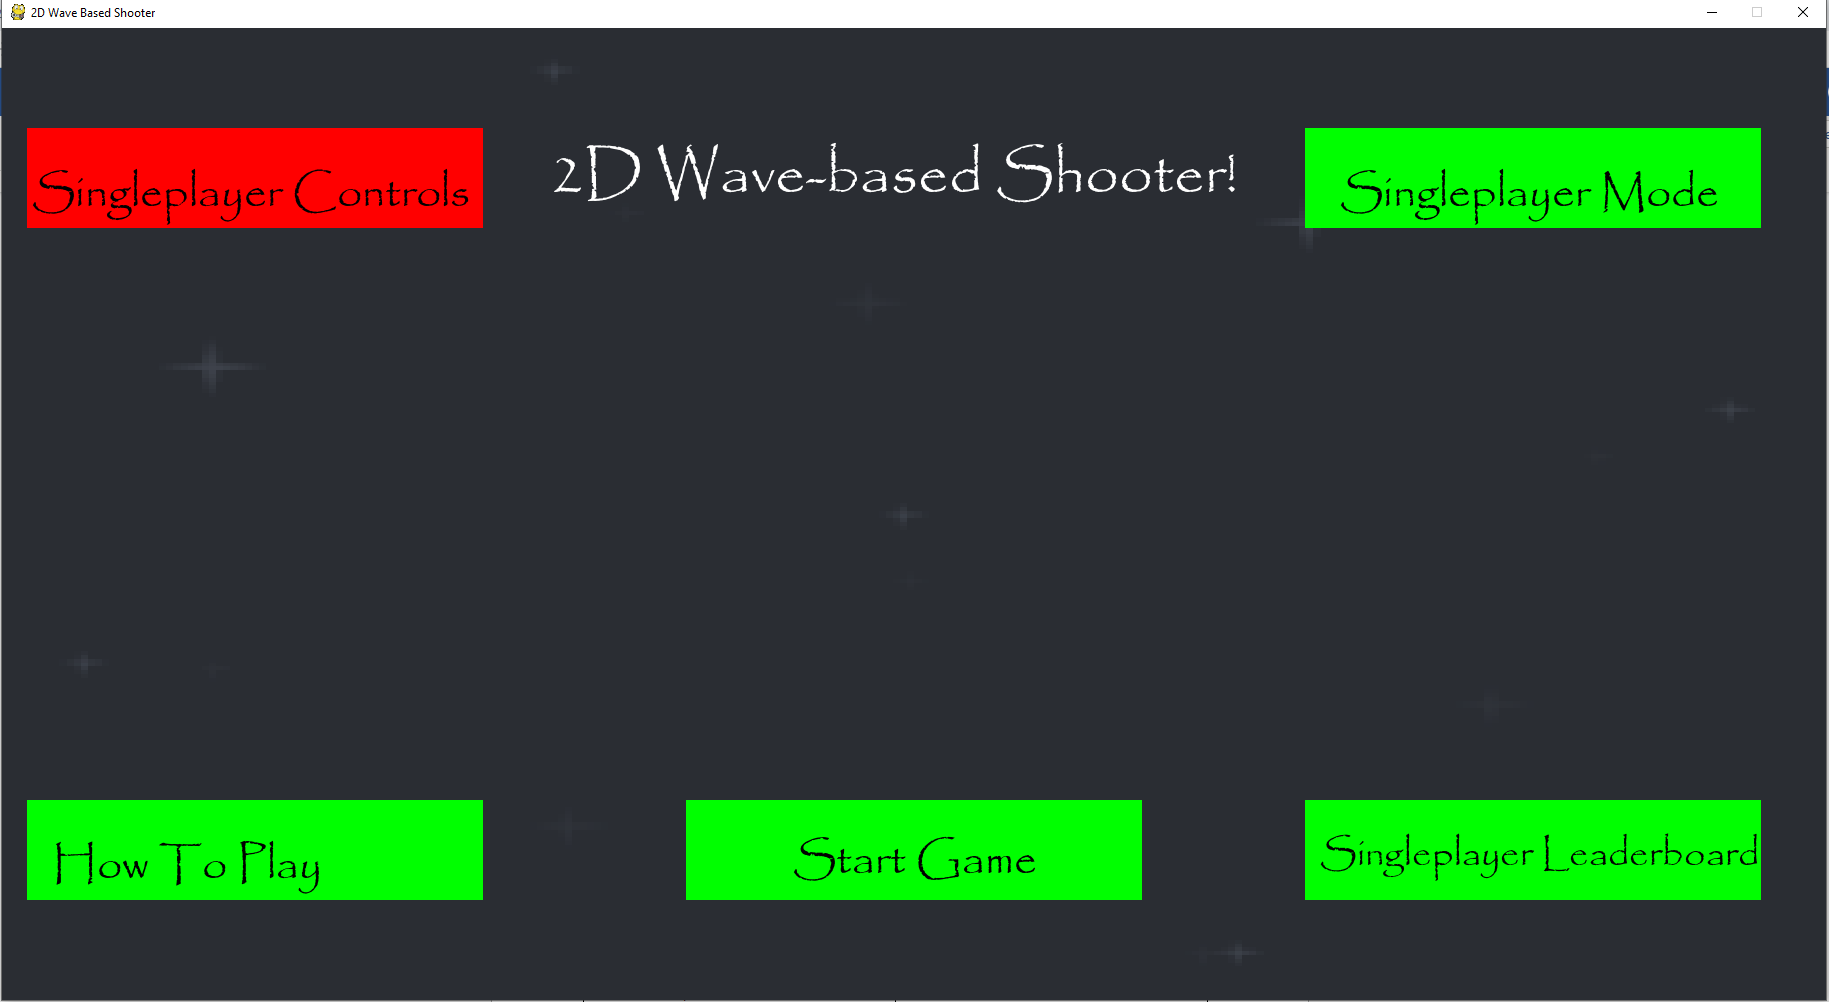 2D Wave Based Shooter
Singleplayer Controls
2D Wave-based Shooter!
Singleplayer Mode
How To Play
Start Game
Singleplayer Leaderboard